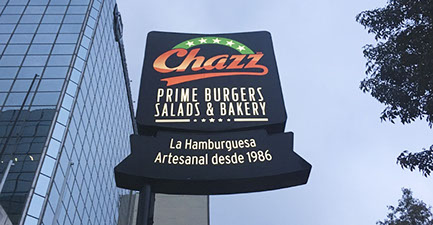 Chazz
PRIME BURGERS
SALADS & BAKERY
La Hamburguesa
Artesanal desde 1986